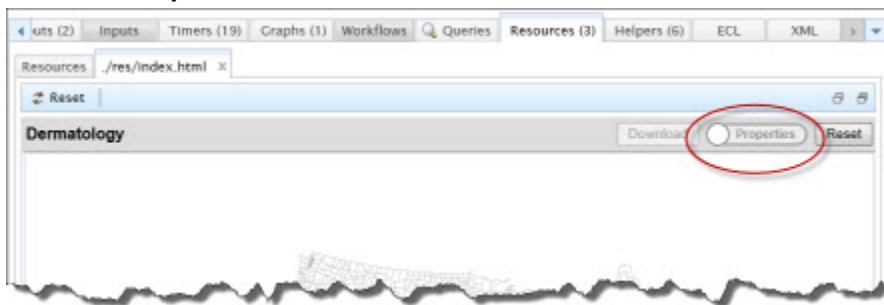 uts (2) Inputs Timers (19) Graphs (1) Workflows Queries Resources (3) Helpers (6) ECL XML
Resources ./res/index.html
Reset
Dermatology Download Properties Reset